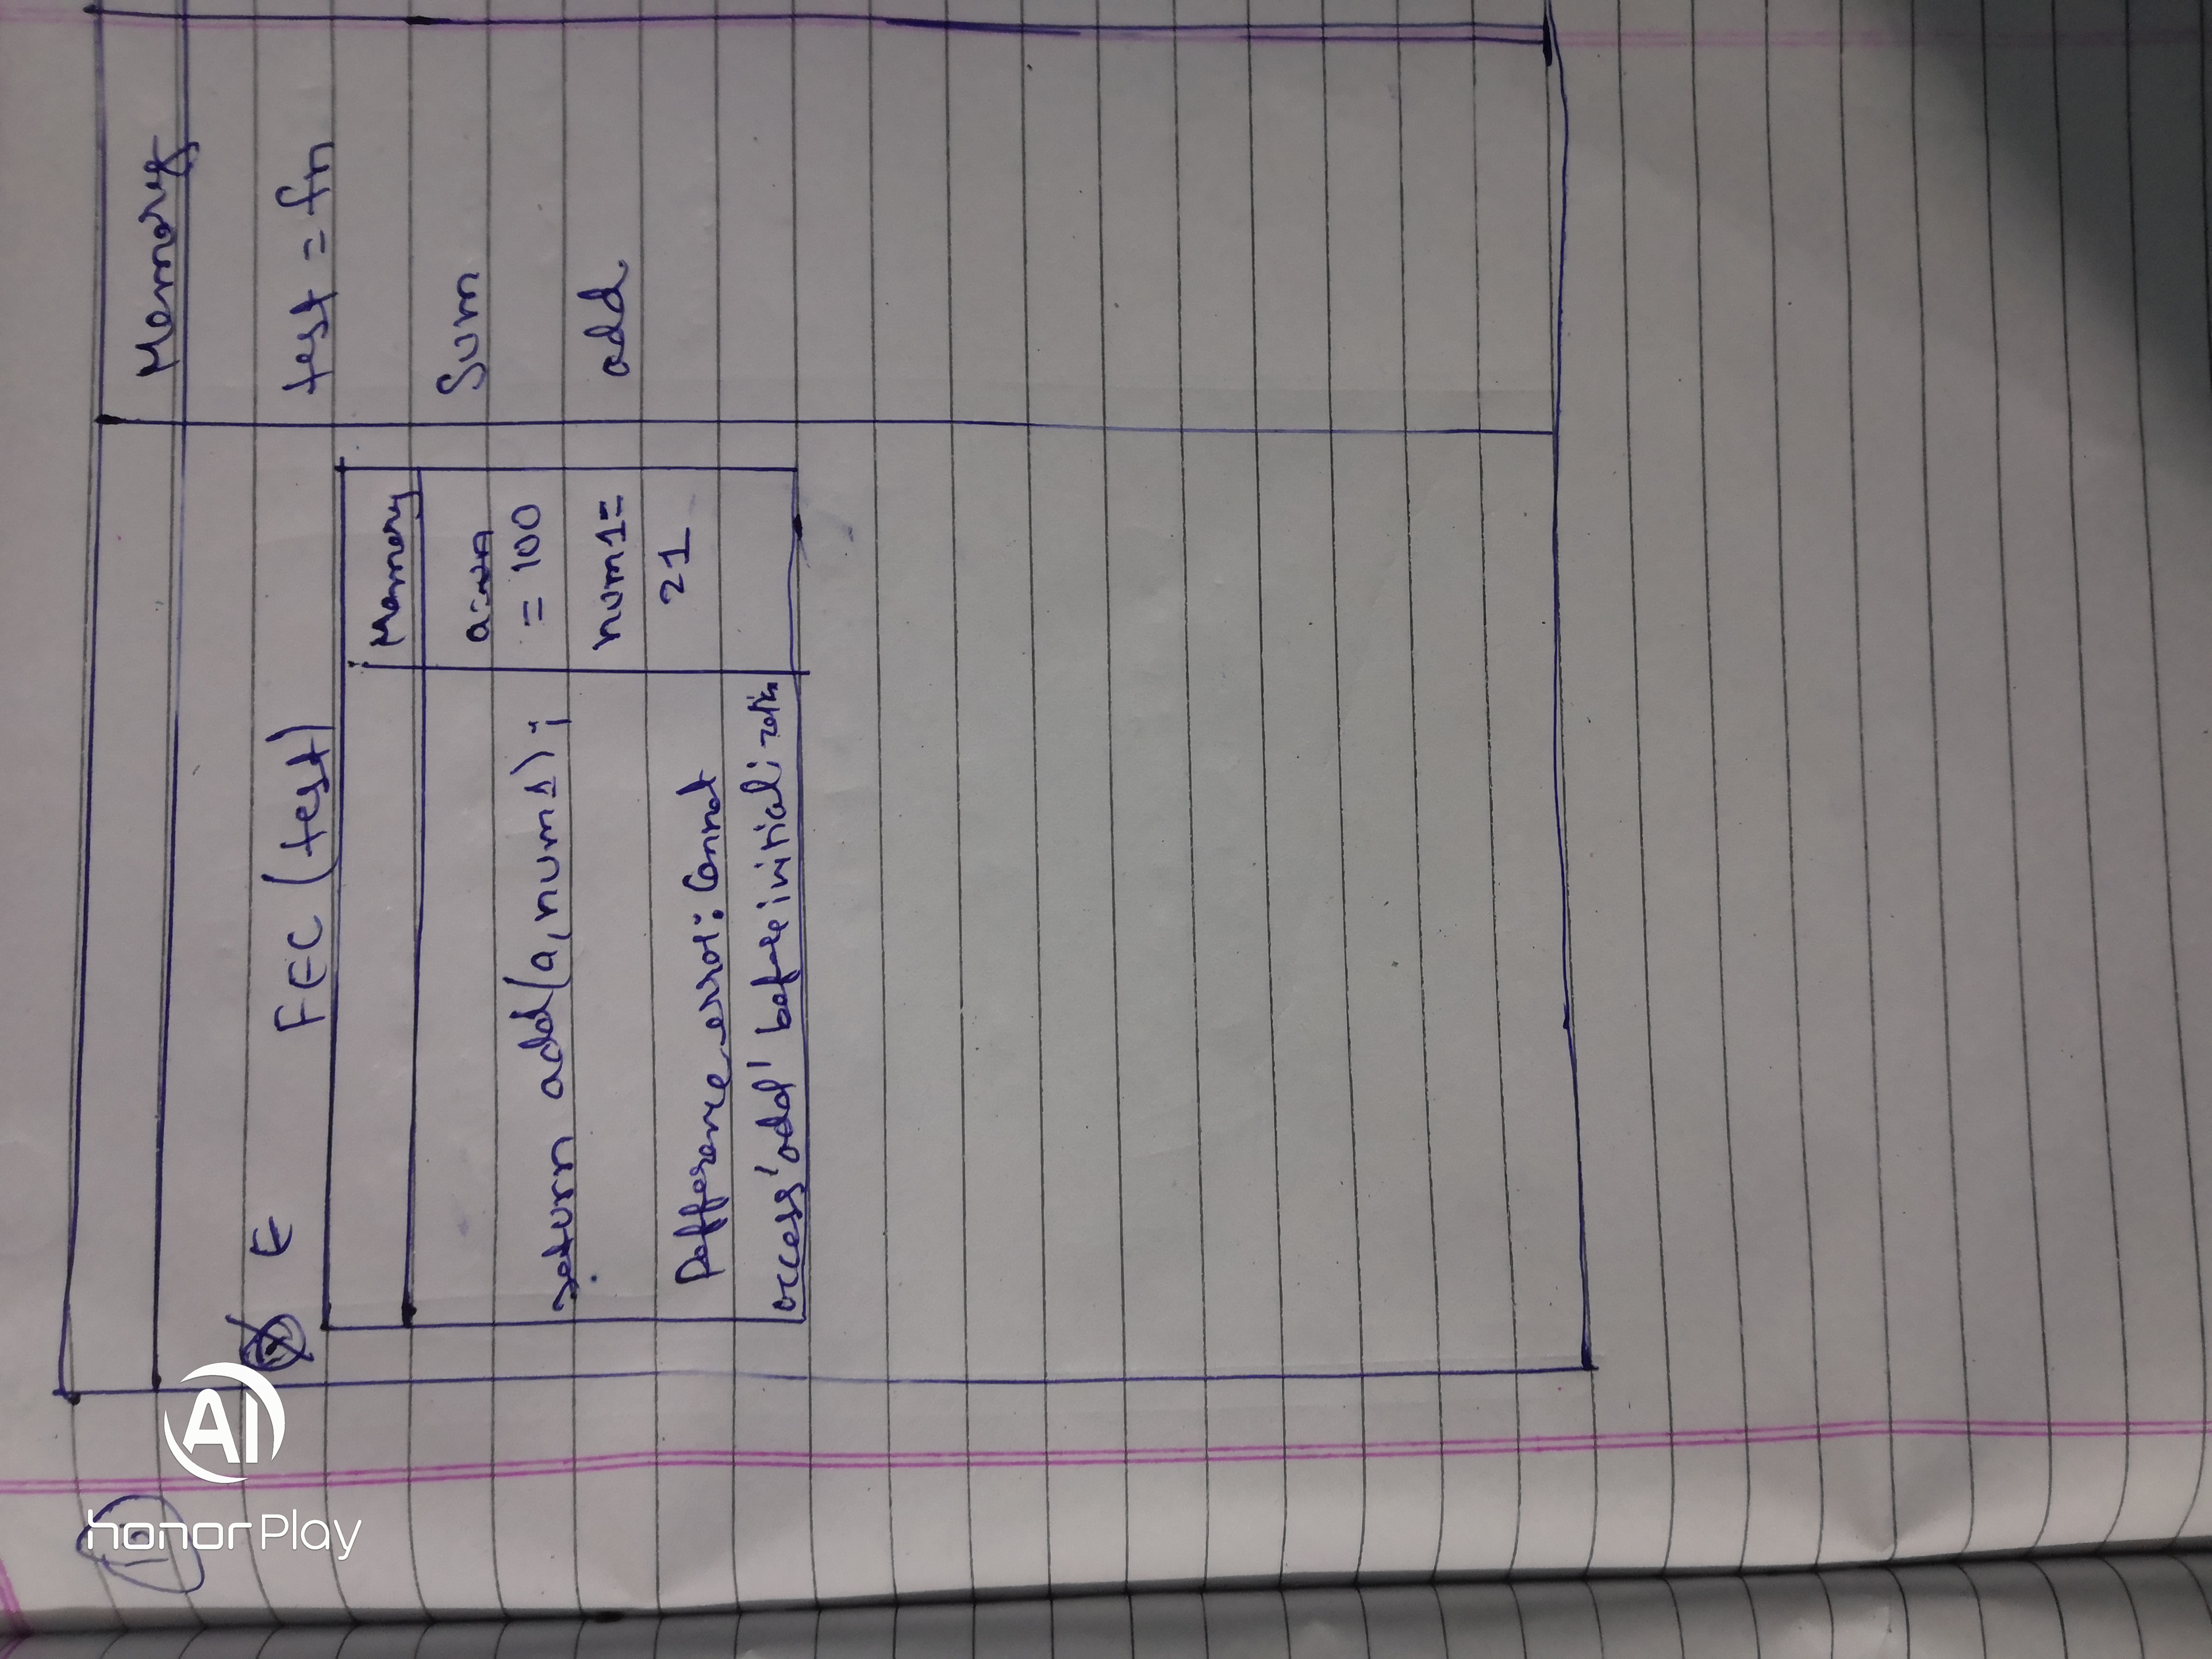 Memory
E
FEC (test)
test = fn
Memory
Sum
a
= 100
return add(a, num1);
num1=
add
21
Refference error: Cannot
access 'add' before initialization
honor Play
AI